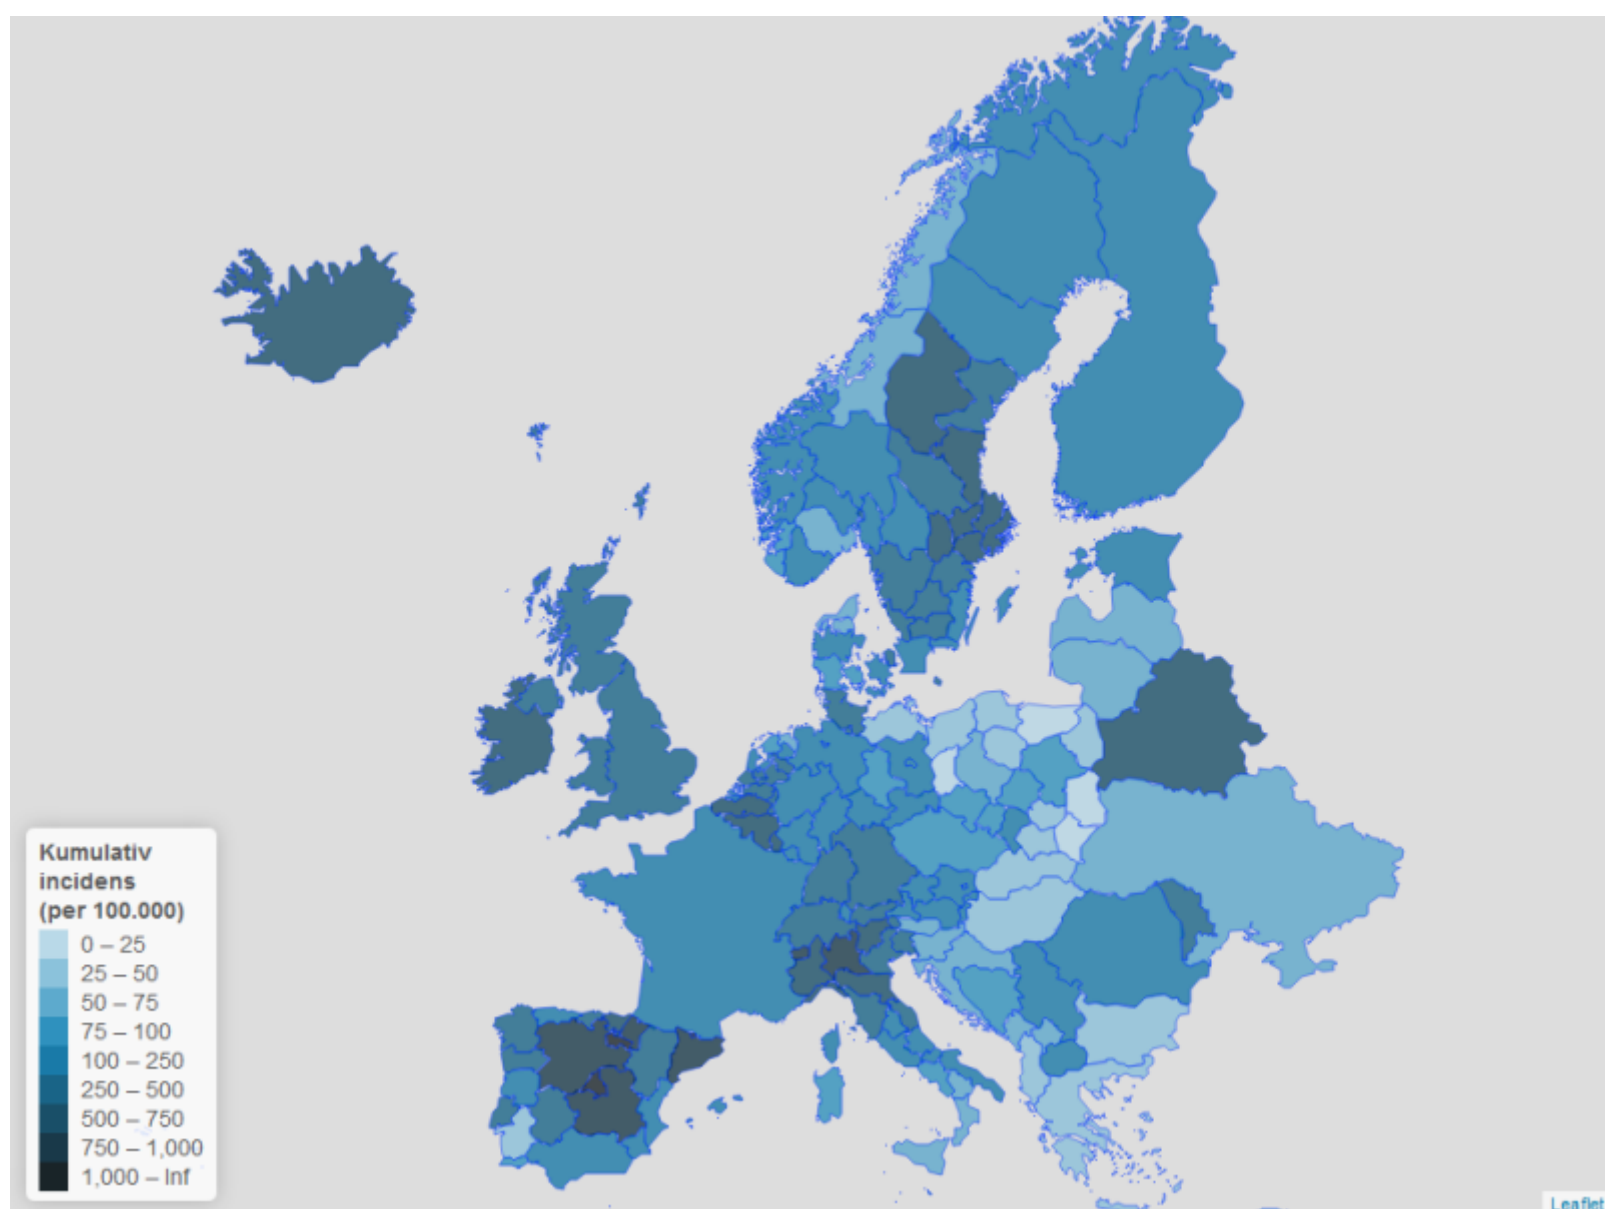 Kumulativ
incidens
(per 100.000)
0 – 25
25 – 50
50 – 75
75 – 100
100 – 250
250 – 500
500 – 750
750 – 1,000
1,000 – Inf
Leaflet